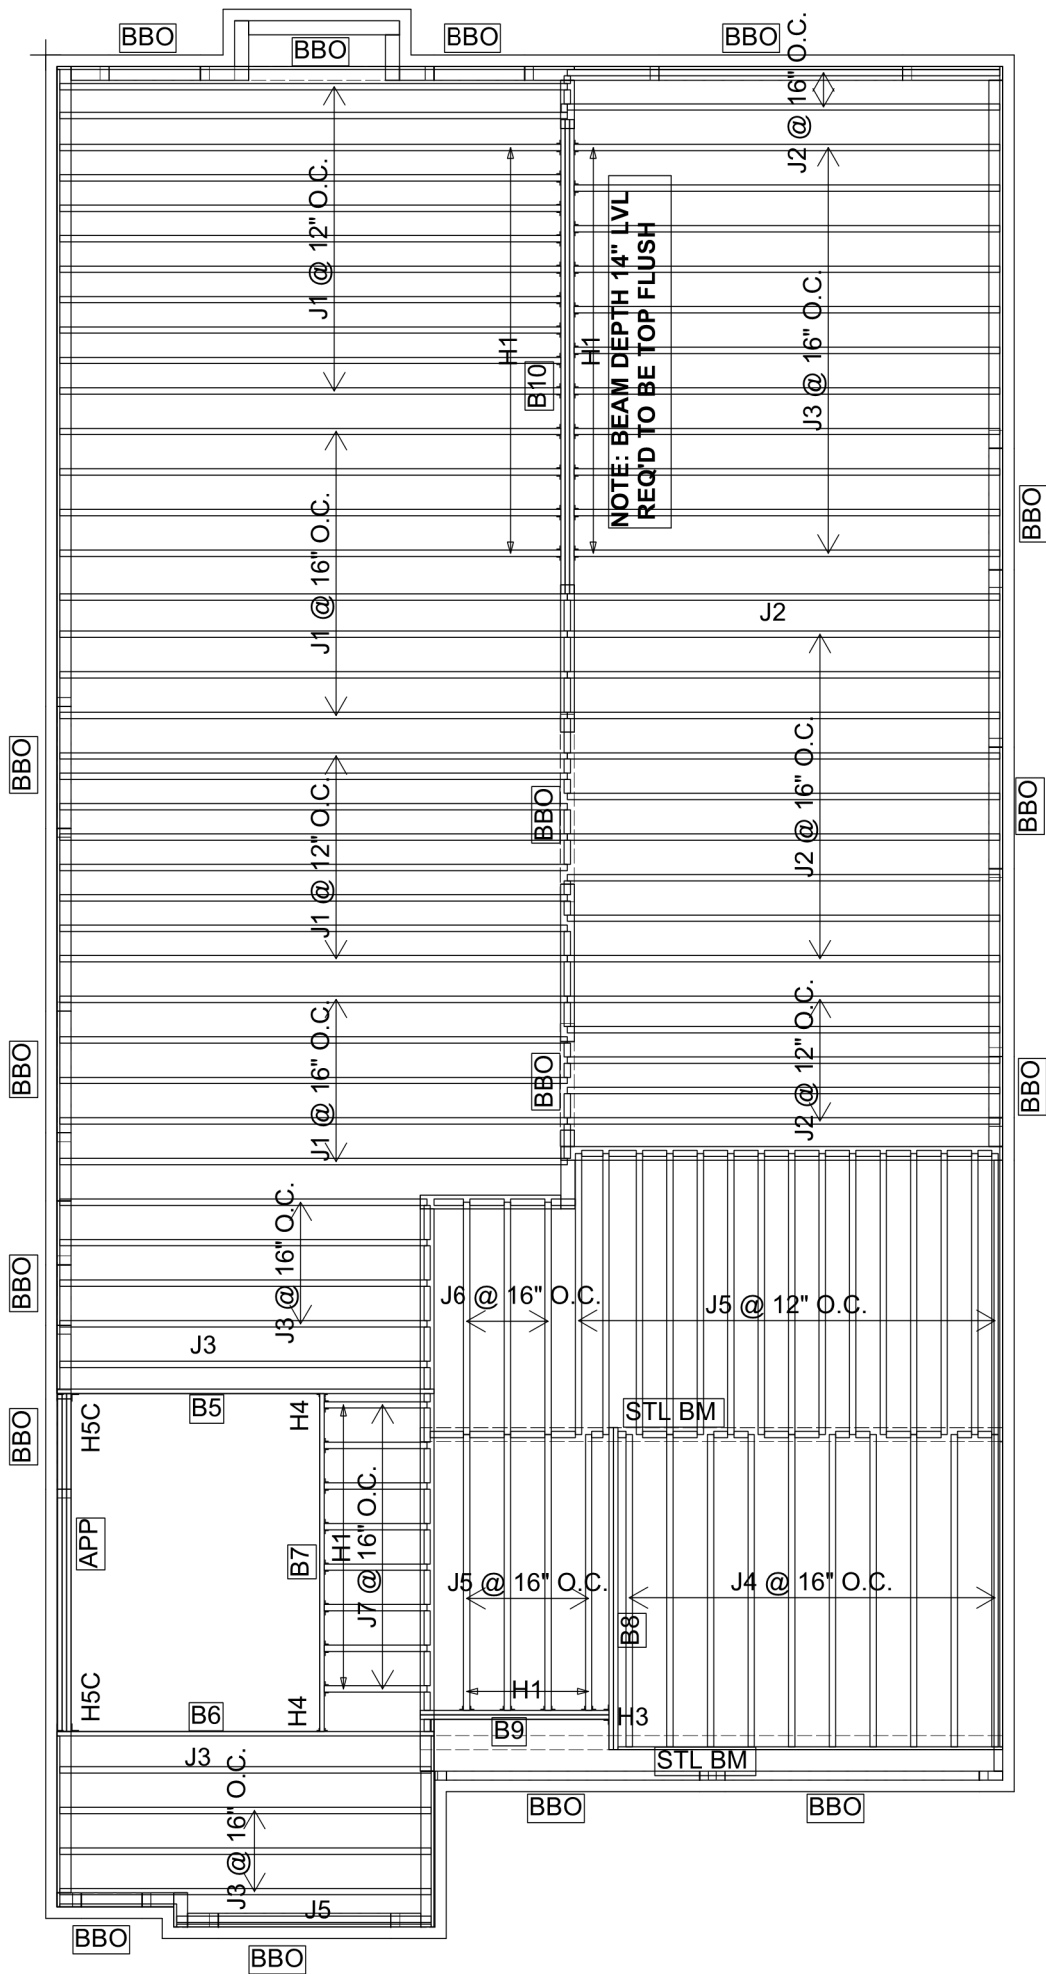 BBO
BBO
BBO
BBO
J2 @ 16" O.C.
J1 @ 12" O.C.
H1
B10
H1
NOTE: BEAM DEPTH 14" LVL
REQ'D TO BE TOP FLUSH
J3 @ 16" O.C.
BBO
J1 @ 16" O.C.
J2
BBO
J1 @ 12" O.C.
BBO
J2 @ 16" O.C.
BBO
BBO
J1 @ 16" O.C.
BBO
J2 @ 12" O.C.
BBO
BBO
J3 @ 16" O.C.
J6 @ 16" O.C.
J5 @ 12" O.C.
J3
BBO
H5C
B5
H4
STL BM
APP
B7
H1
J7 @ 16" O.C.
J5 @ 16" O.C.
J4 @ 16" O.C.
B8
H5C
B6
H4
H1
H3
B9
J3
STL BM
J3 @ 16" O.C.
BBO
BBO
J5
BBO
BBO